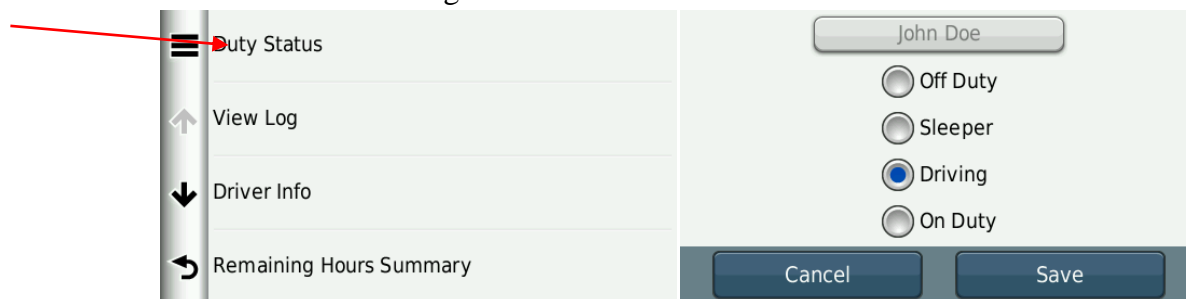 Duty Status
View Log
Driver Info
Remaining Hours Summary
John Doe
Off Duty
Sleeper
Driving
On Duty
Cancel
Save